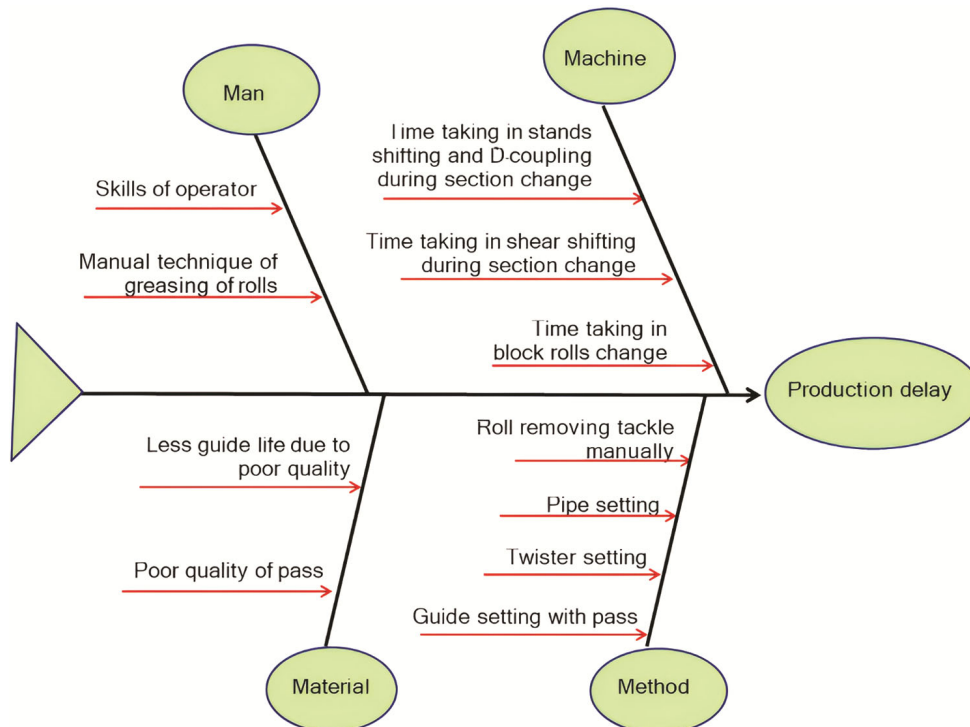 Man
Skills of operator
Manual technique of
greasing of rolls
Machine
Time taking in stands
shifting and D-coupling
during section change
Time taking in shear shifting
during section change
Time taking in
block rolls change
Production delay
Less guide life due to
poor quality
Poor quality of pass
Material
Roll removing tackle
manually
Pipe setting
Twister setting
Guide setting with pass
Method